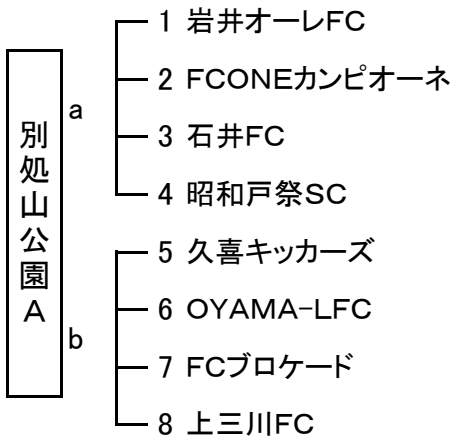 別処山公園A
a
1 岩井オーレFC
2 FCONEカンピオーネ
3 石井FC
4 昭和戸祭SC
b
5 久喜キッカーズ
6 OYAMA-LFC
7 FCブロケード
8 上三川FC